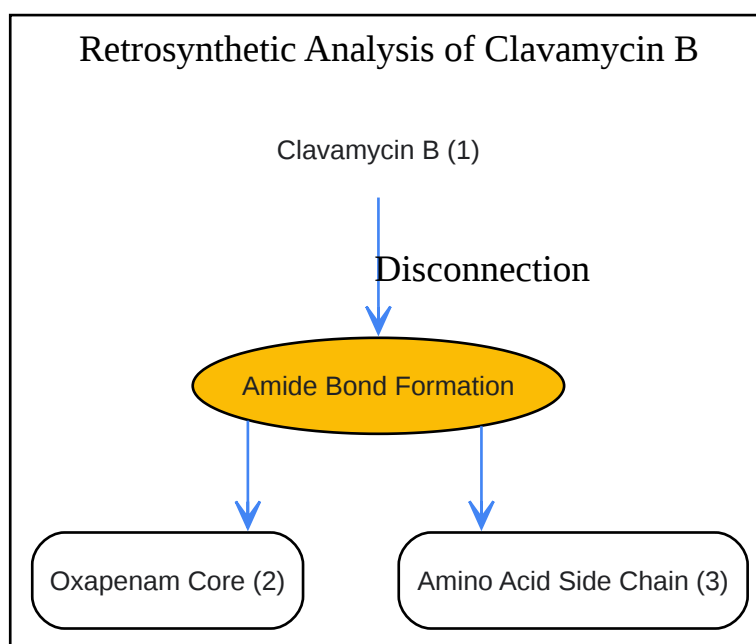 Retrosynthetic Analysis of Clavamycin B
Clavamycin B (1)
Disconnection
Amide Bond Formation
Oxapenam Core (2)
Amino Acid Side Chain (3)